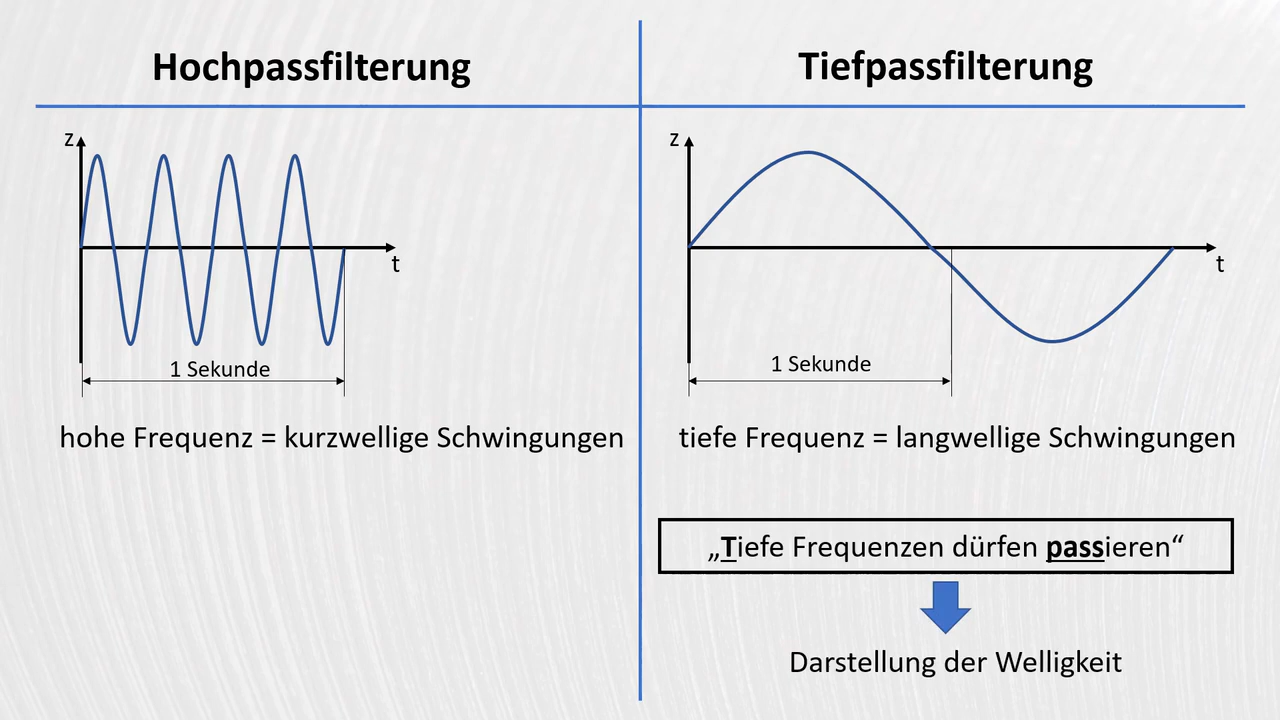 Hochpassfilterung
z
t
1 Sekunde
hohe Frequenz = kurzwellige Schwingungen
Tiefpassfilterung
z
t
1 Sekunde
tiefe Frequenz = langwellige Schwingungen
„Tiefe Frequenzen dürfen passieren“
Darstellung der Welligkeit